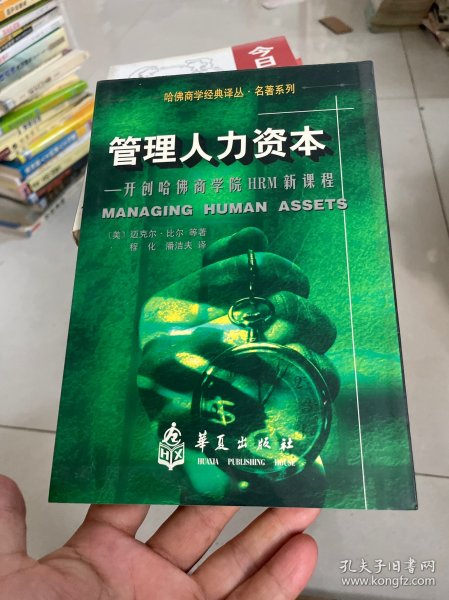 今日
哈佛商学经典译丛·名著系列
管理人力资本
—开创哈佛商学院HRM新课程
MANAGING HUMAN ASSETS
〔美〕迈克尔·比尔 等著
程 化 潘洁夫 译
$
HX
华夏出版社
HUAXIA PUBLISHING HOUSE
孔夫子旧书网
www.kongfz.com